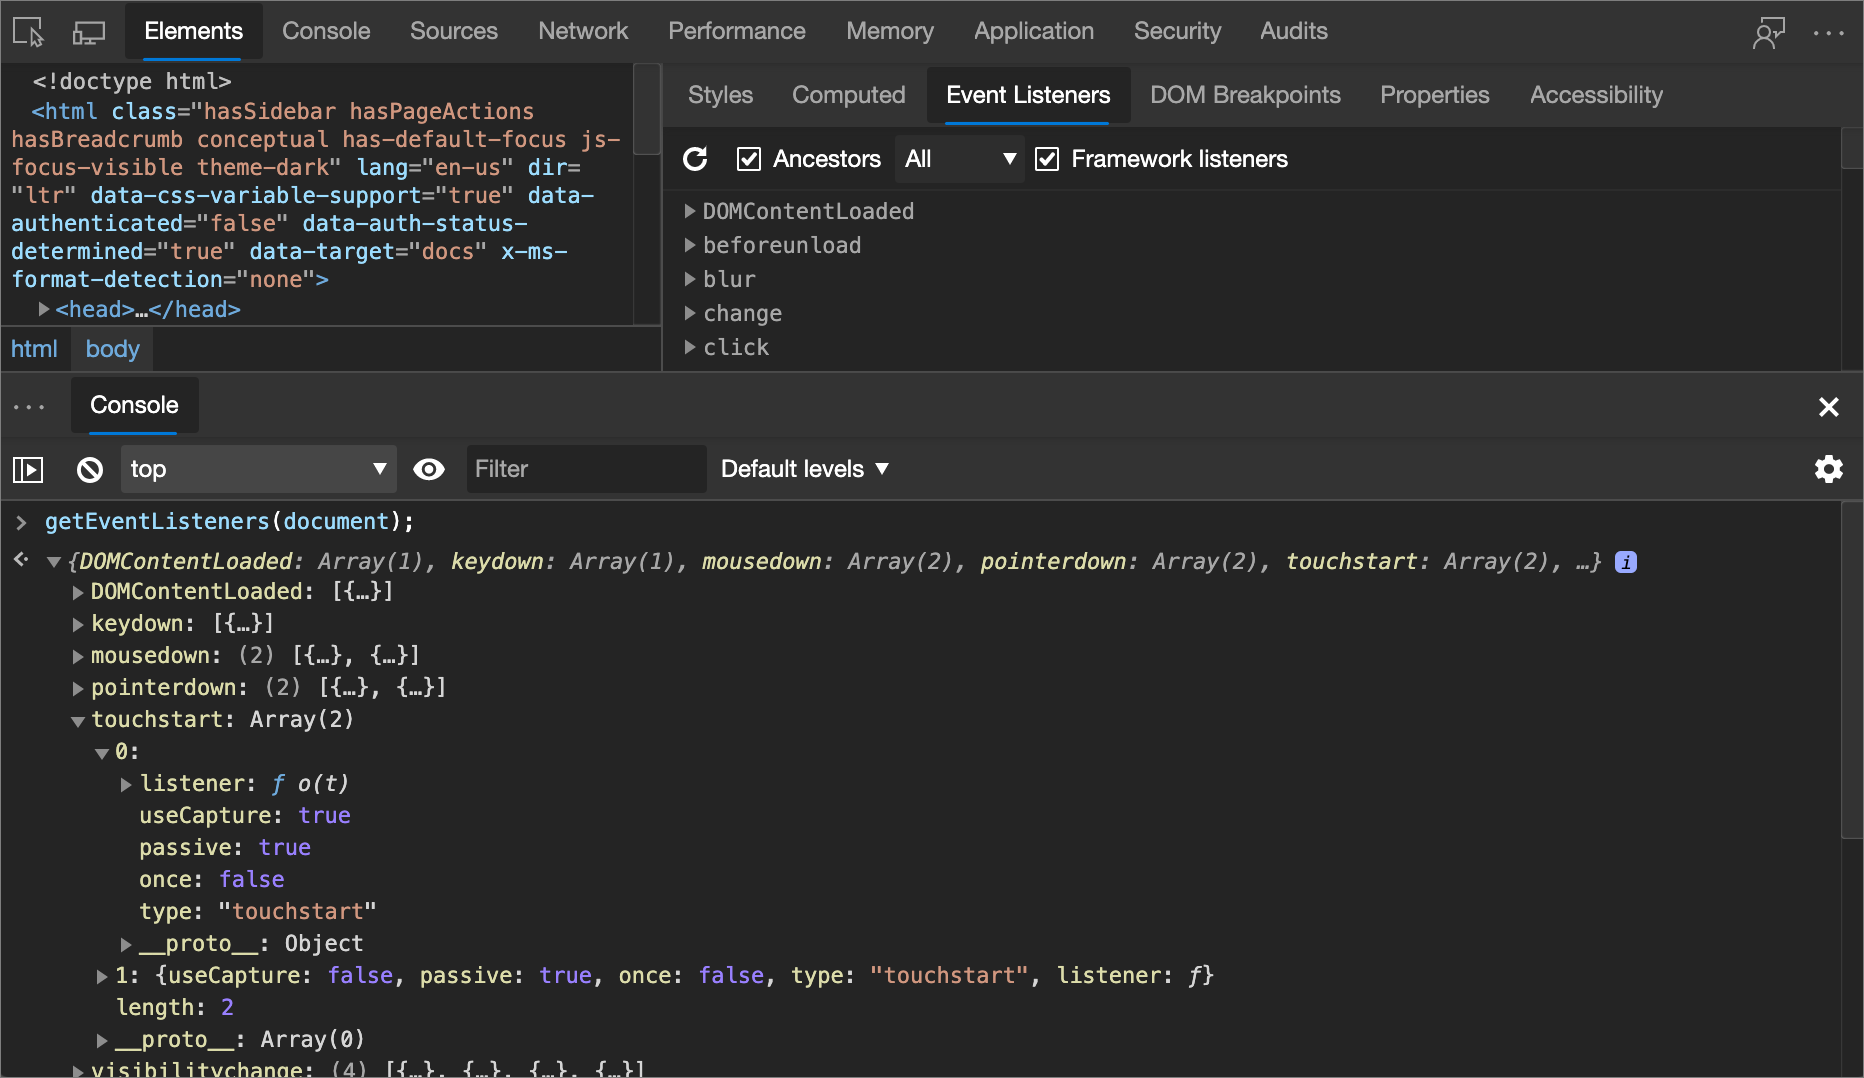 Elements Console Sources Network Performance Memory Application Security Audits
<!doctype html>
<html class="hasSidebar hasPageActions
hasBreadcrumb conceptual has-default-focus js-
focus-visible theme-dark" lang="en-us" dir=
"ltr" data-css-variable-support="true" data-
authenticated="false" data-auth-status-
determined="true" data-target="docs" x-ms-
format-detection="none">
<head>…</head>
html body
Styles Computed Event Listeners DOM Breakpoints Properties Accessibility
Ancestors All Framework listeners
DOMContentLoaded
beforeunload
blur
change
click
Console
top Filter Default levels
getEventListeners(document);
{DOMContentLoaded: Array(1), keydown: Array(1), mousedown: Array(2), pointerdown: Array(2), touchstart: Array(2), …} i
DOMContentLoaded: [{…}]
keydown: [{…}]
mousedown: (2) [{…}, {…}]
pointerdown: (2) [{…}, {…}]
touchstart: Array(2)
0:
listener: ƒ o(t)
useCapture: true
passive: true
once: false
type: "touchstart"
__proto__: Object
1: {useCapture: false, passive: true, once: false, type: "touchstart", listener: ƒ}
length: 2
__proto__: Array(0)
visibilitychange: (4) [{…}, {…}, {…}, {…}]